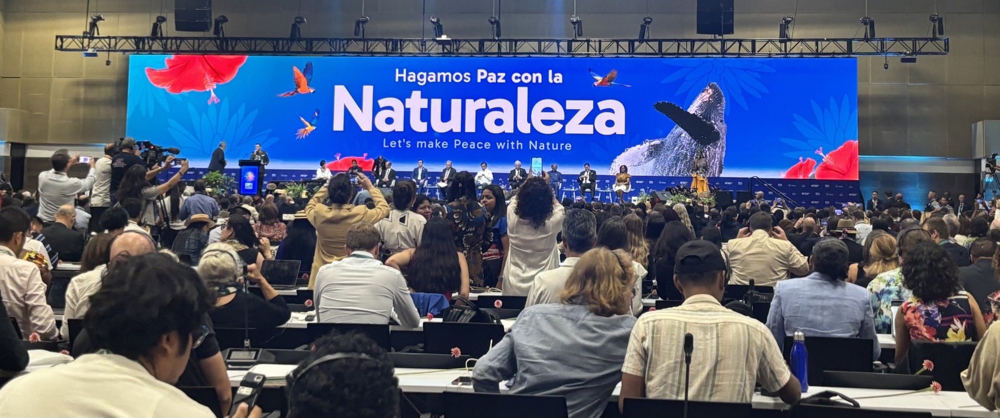 Hagamos Paz con la
Naturaleza
Let's make Peace with Nature